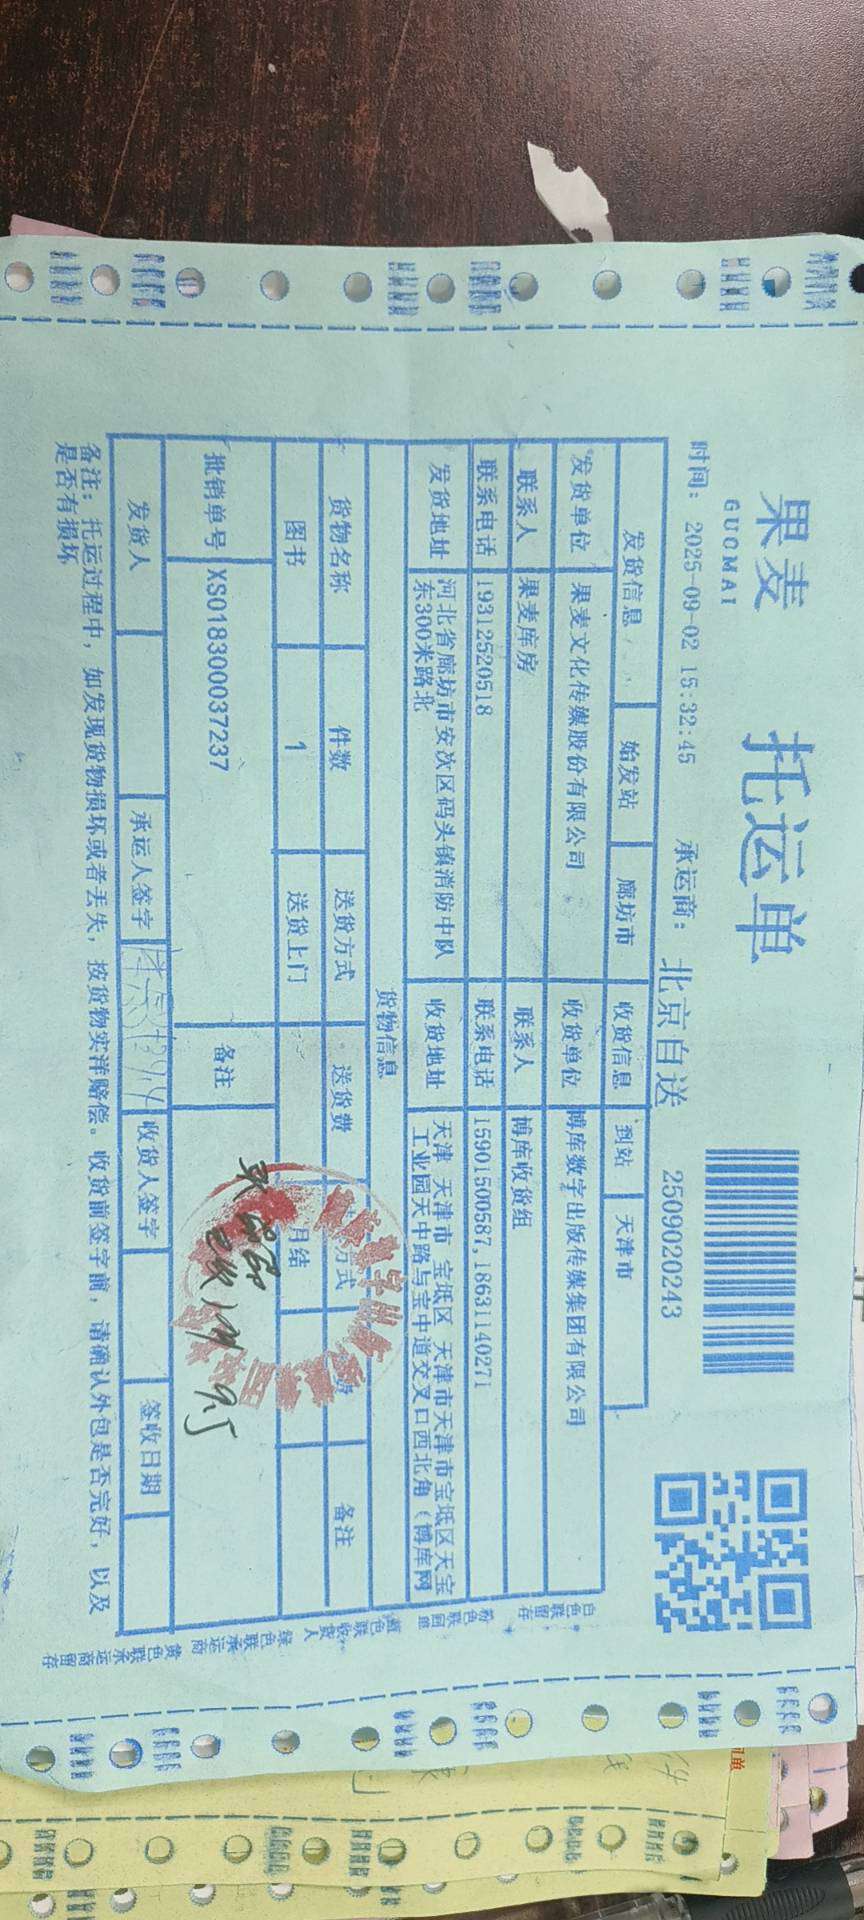 果麦
GUOMAI
托运单
时间：2025-09-02 15:32:45 承运商：北京自送 2509020243
发货信息 始发站 廊坊市 收货信息 到站 天津市
发货单位 果麦文化传媒股份有限公司 收货单位 博库数字出版传媒集团有限公司
联系人 果麦库房 联系人 博库收货组
联系电话 19312520518 联系电话 15901500587,18631140271
发货地址 河北省廊坊市安次区码头镇消防中队东300米路北 收货地址 天津 天津市 宝坻区 天津市天津市宝坻区天宝工业园天中路与宝中道交叉口西北角（博库网
货物信息
货物名称 件数 送货方式 送货费 方式 备注
图书 1 送货上门 月结
批销单号 XS018300037237 备注
发货人 承运人签字 收货人签字 签收日期
备注：托运过程中，如发现货物损坏或者丢失，按货物实洋赔偿。收货前签字前，请确认外包是否完好，以及
是否有损坏
白色联留存
粉色联回单
蓝色联收货人
绿色联承运商
黄色联承运商留存